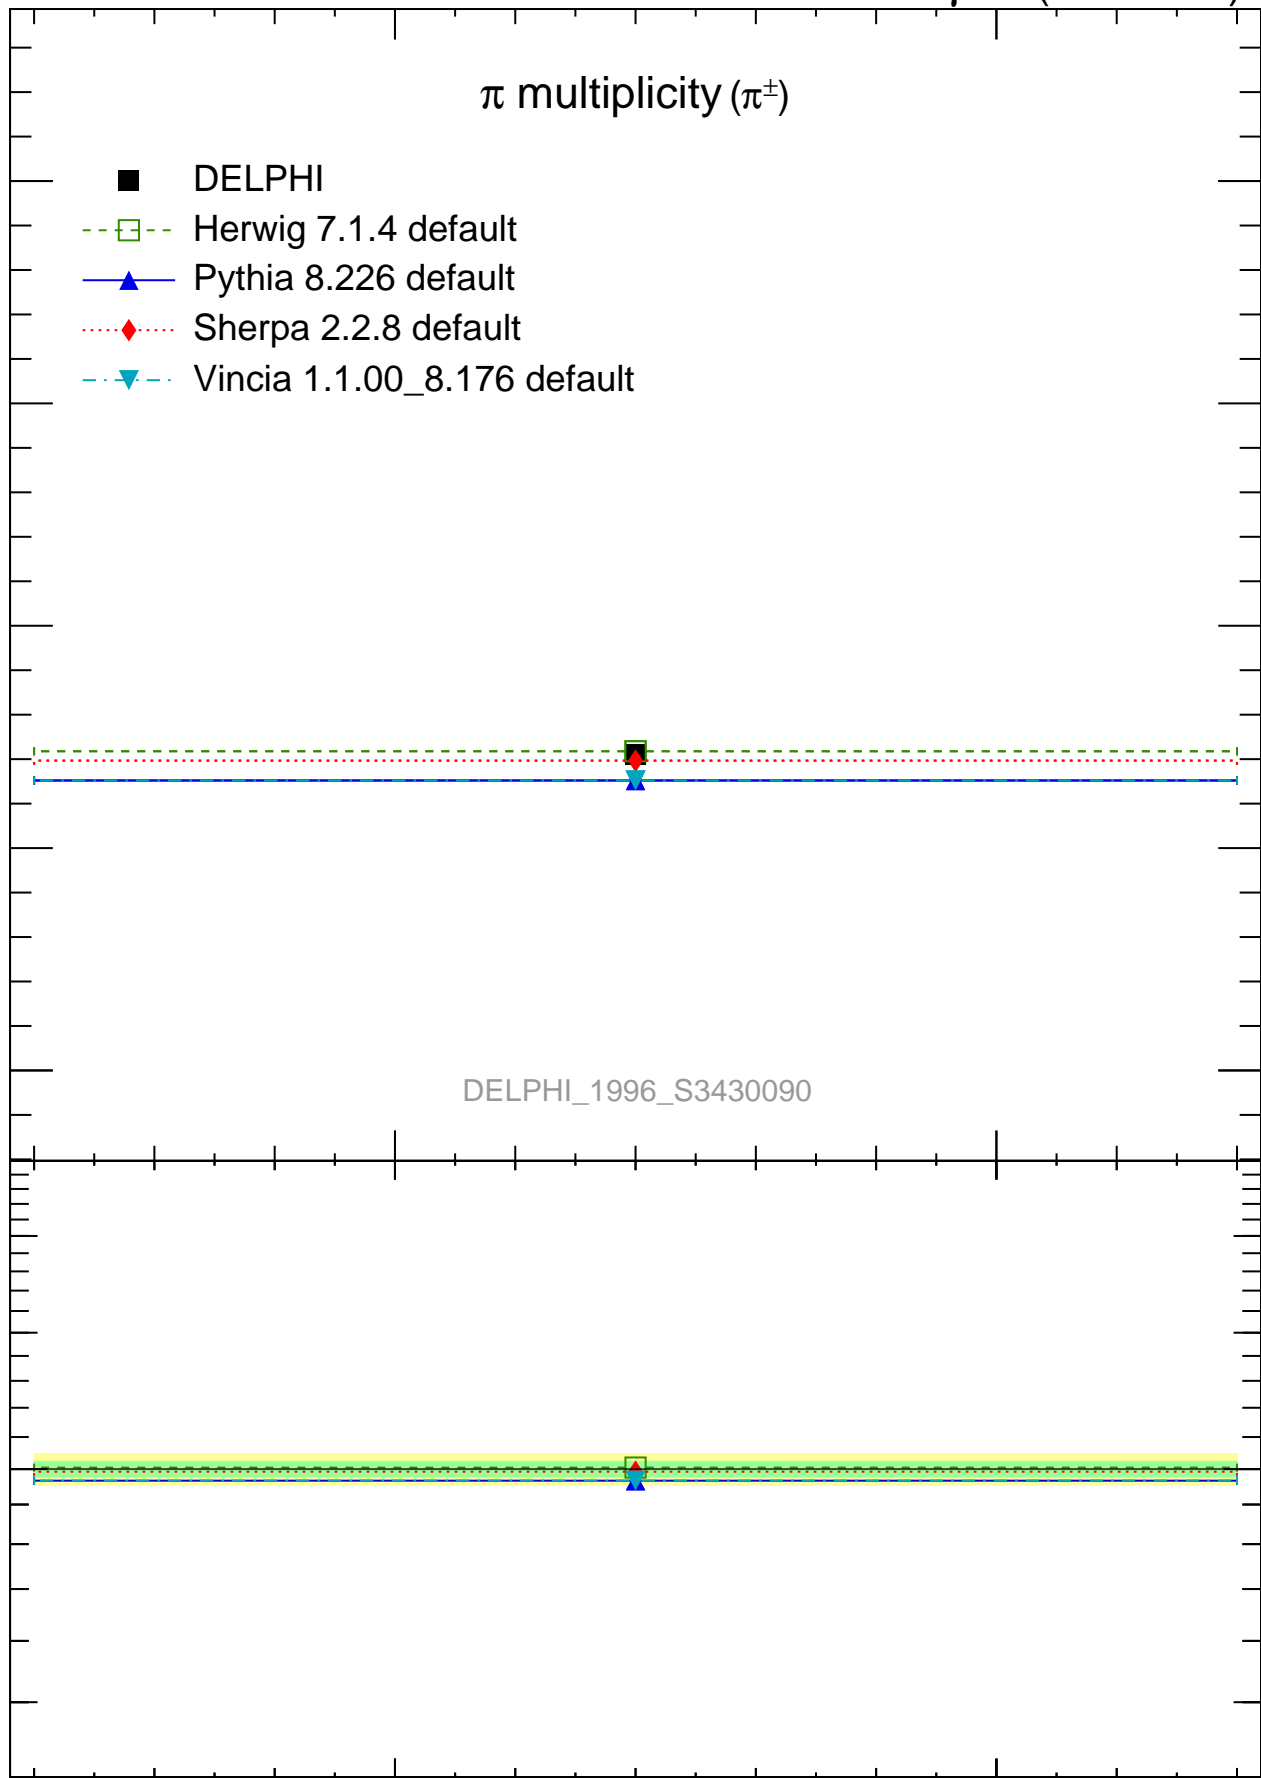 π multiplicity (π±)
DELPHI
Herwig 7.1.4 default
Pythia 8.226 default
Sherpa 2.2.8 default
Vincia 1.1.00_8.176 default
DELPHI_1996_S3430090